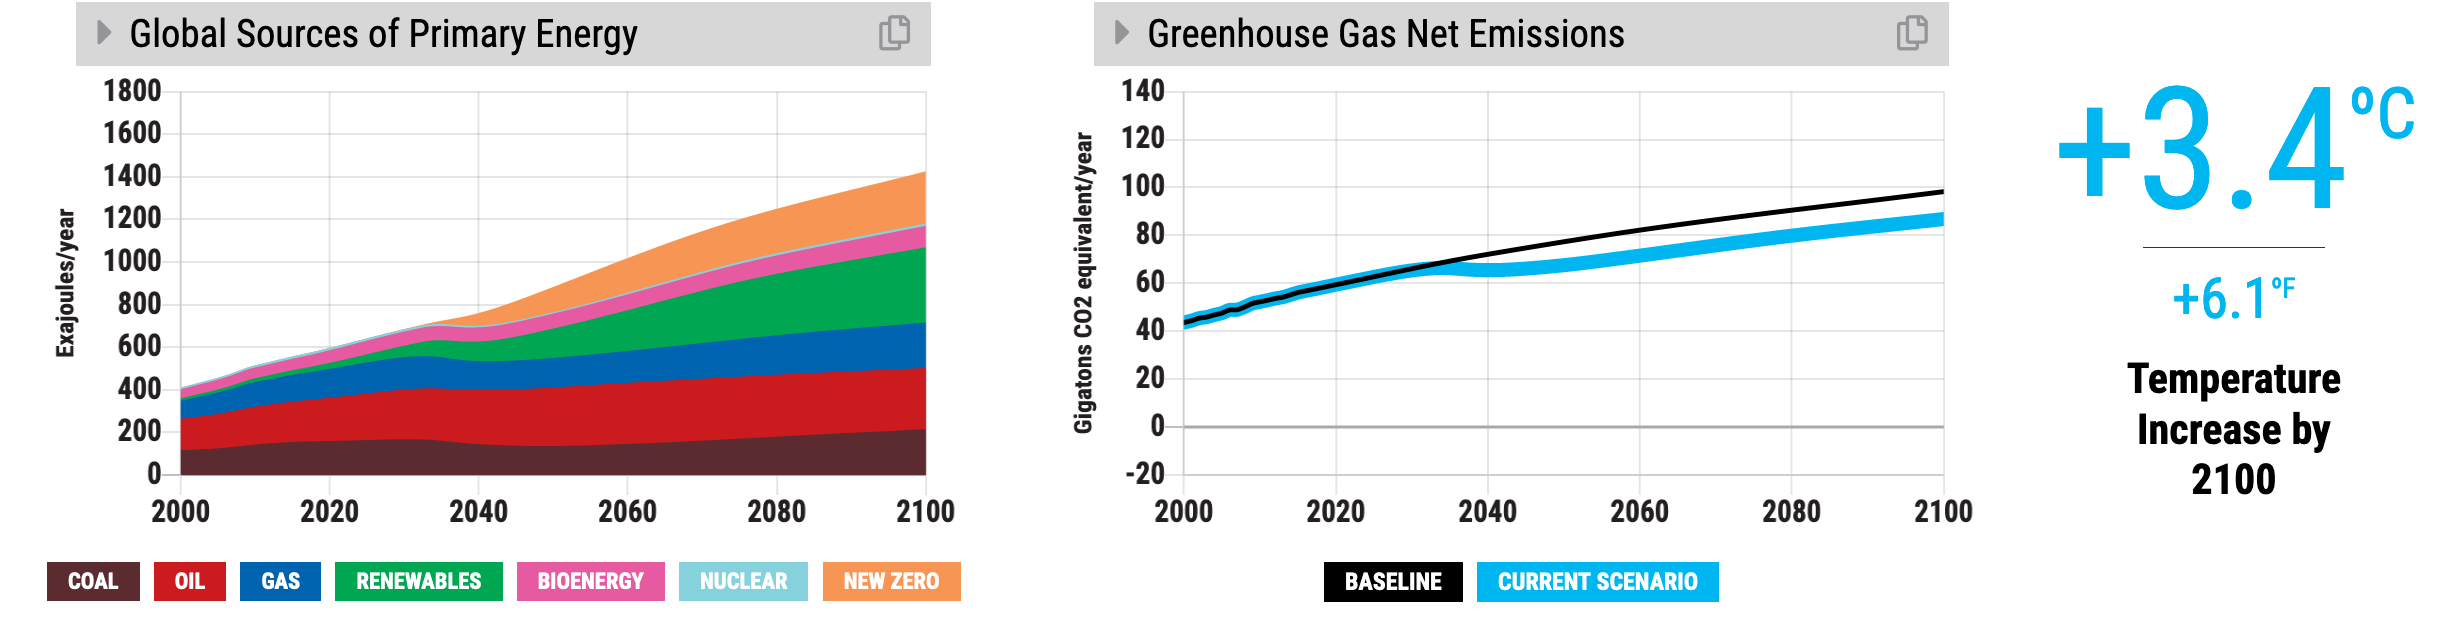 Global Sources of Primary Energy
1800
1600
1400
1200
1000
800
600
400
200
0
Exajoules/year
2000 2020 2040 2060 2080 2100
COAL OIL GAS RENEWABLES BIOENERGY NUCLEAR NEW ZERO
Greenhouse Gas Net Emissions
140
120
100
80
60
40
20
0
-20
Gigatons CO2 equivalent/year
2000 2020 2040 2060 2080 2100
BASELINE CURRENT SCENARIO
+3.4ºC
+6.1ºF
Temperature
Increase by
2100